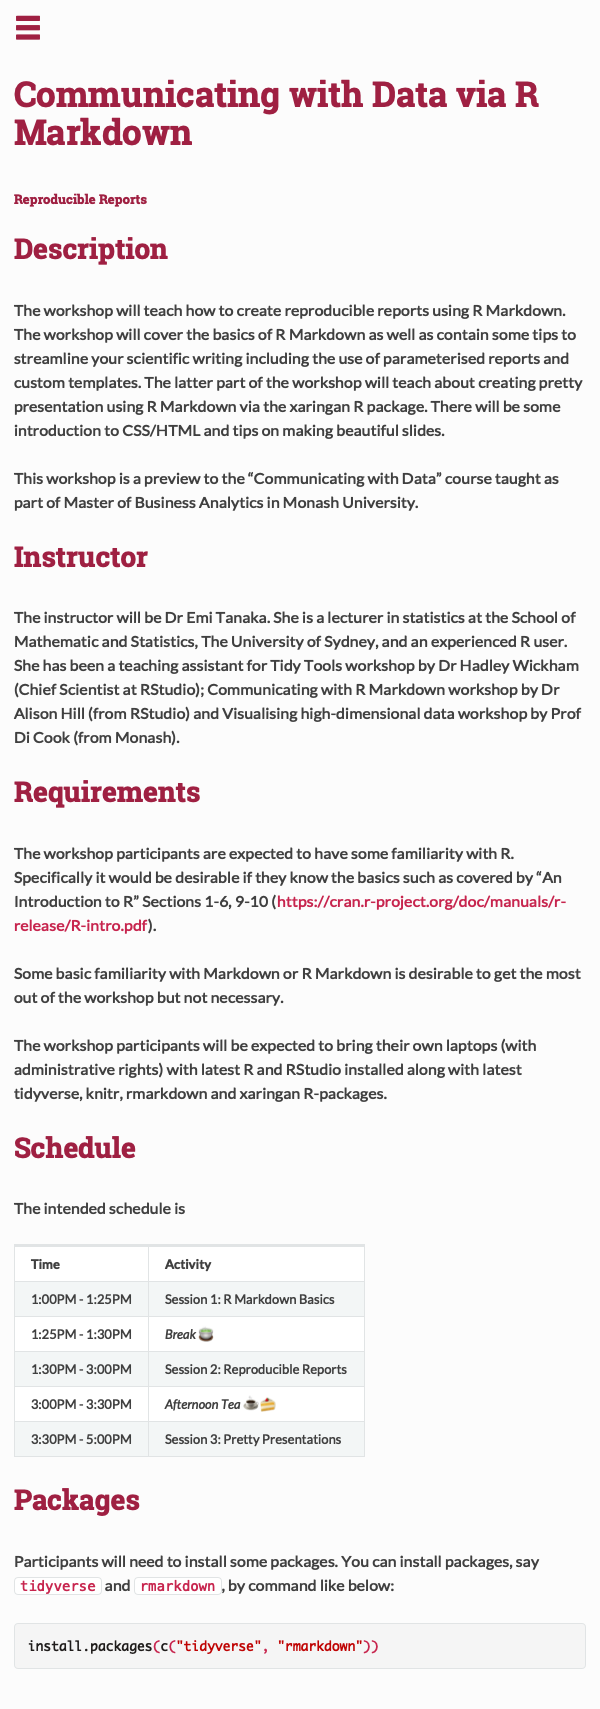 Communicating with Data via R
Markdown
Reproducible Reports
Description
The workshop will teach how to create reproducible reports using R Markdown.
The workshop will cover the basics of R Markdown as well as contain some tips to
streamline your scientific writing including the use of parameterised reports and
custom templates. The latter part of the workshop will teach about creating pretty
presentation using R Markdown via the xaringan R package. There will be some
introduction to CSS/HTML and tips on making beautiful slides.
This workshop is a preview to the “Communicating with Data” course taught as
part of Master of Business Analytics in Monash University.
Instructor
The instructor will be Dr Emi Tanaka. She is a lecturer in statistics at the School of
Mathematic and Statistics, The University of Sydney, and an experienced R user.
She has been a teaching assistant for Tidy Tools workshop by Dr Hadley Wickham
(Chief Scientist at RStudio); Communicating with R Markdown workshop by Dr
Alison Hill (from RStudio) and Visualising high-dimensional data workshop by Prof
Di Cook (from Monash).
Requirements
The workshop participants are expected to have some familiarity with R.
Specifically it would be desirable if they know the basics such as covered by “An
Introduction to R” Sections 1-6, 9-10 (https://cran.r-project.org/doc/manuals/r-
release/R-intro.pdf).
Some basic familiarity with Markdown or R Markdown is desirable to get the most
out of the workshop but not necessary.
The workshop participants will be expected to bring their own laptops (with
administrative rights) with latest R and RStudio installed along with latest
tidyverse, knitr, rmarkdown and xaringan R-packages.
Schedule
The intended schedule is
Time Activity
1:00PM - 1:25PM Session 1: R Markdown Basics
1:25PM - 1:30PM Break 🍵
1:30PM - 3:00PM Session 2: Reproducible Reports
3:00PM - 3:30PM Afternoon Tea ☕🍰
3:30PM - 5:00PM Session 3: Pretty Presentations
Packages
Participants will need to install some packages. You can install packages, say
tidyverse and rmarkdown, by command like below:
install.packages(c("tidyverse", "rmarkdown"))